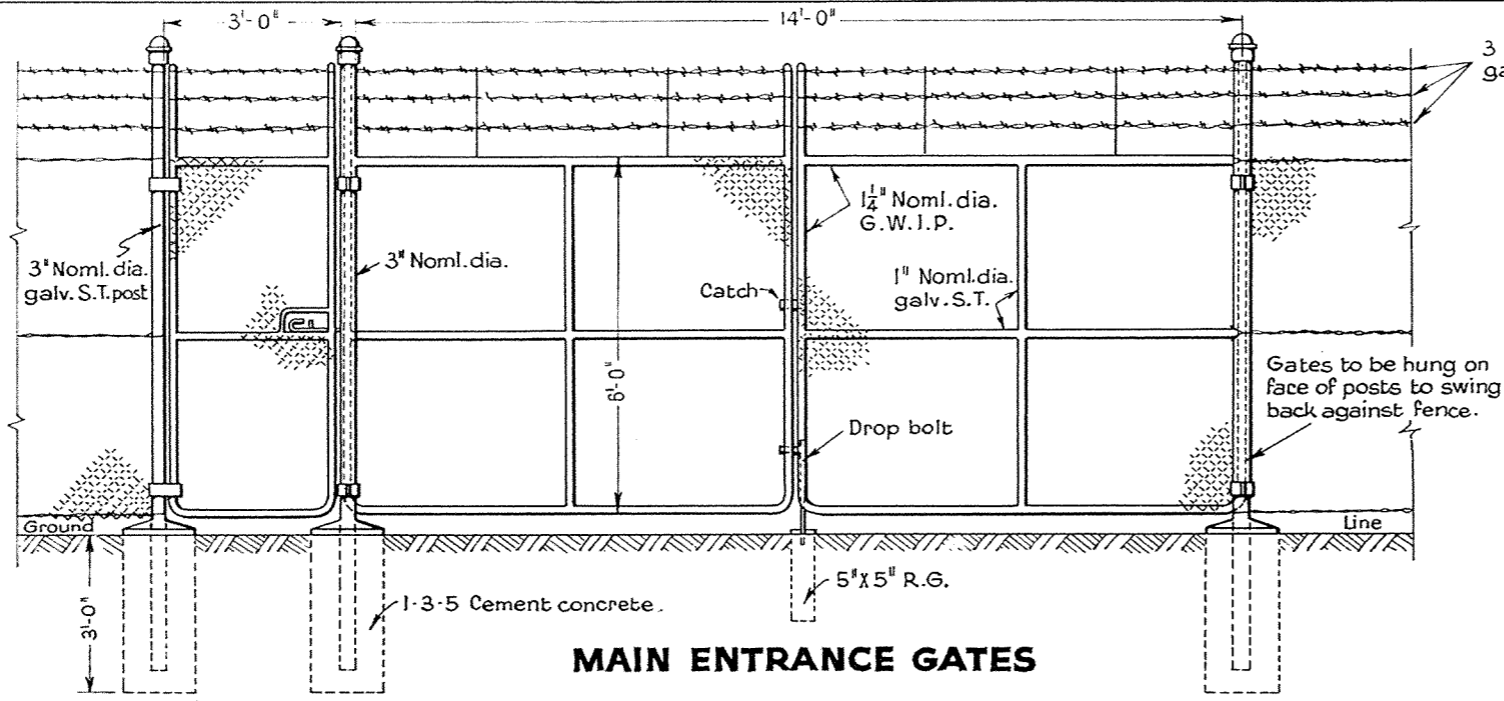 3'-0"
14'-0"
3
ga
1¼" Noml. dia.
G.W.I.P.
3" Noml. dia.
galv. S.T. post
3" Noml. dia.
Catch
1" Noml. dia.
galv. S.T.
6'-0"
Gates to be hung on
face of posts to swing
back against fence.
Drop bolt
Ground
Line
3'-0"
5" X 5" R.G.
1-3-5 Cement concrete.
MAIN ENTRANCE GATES